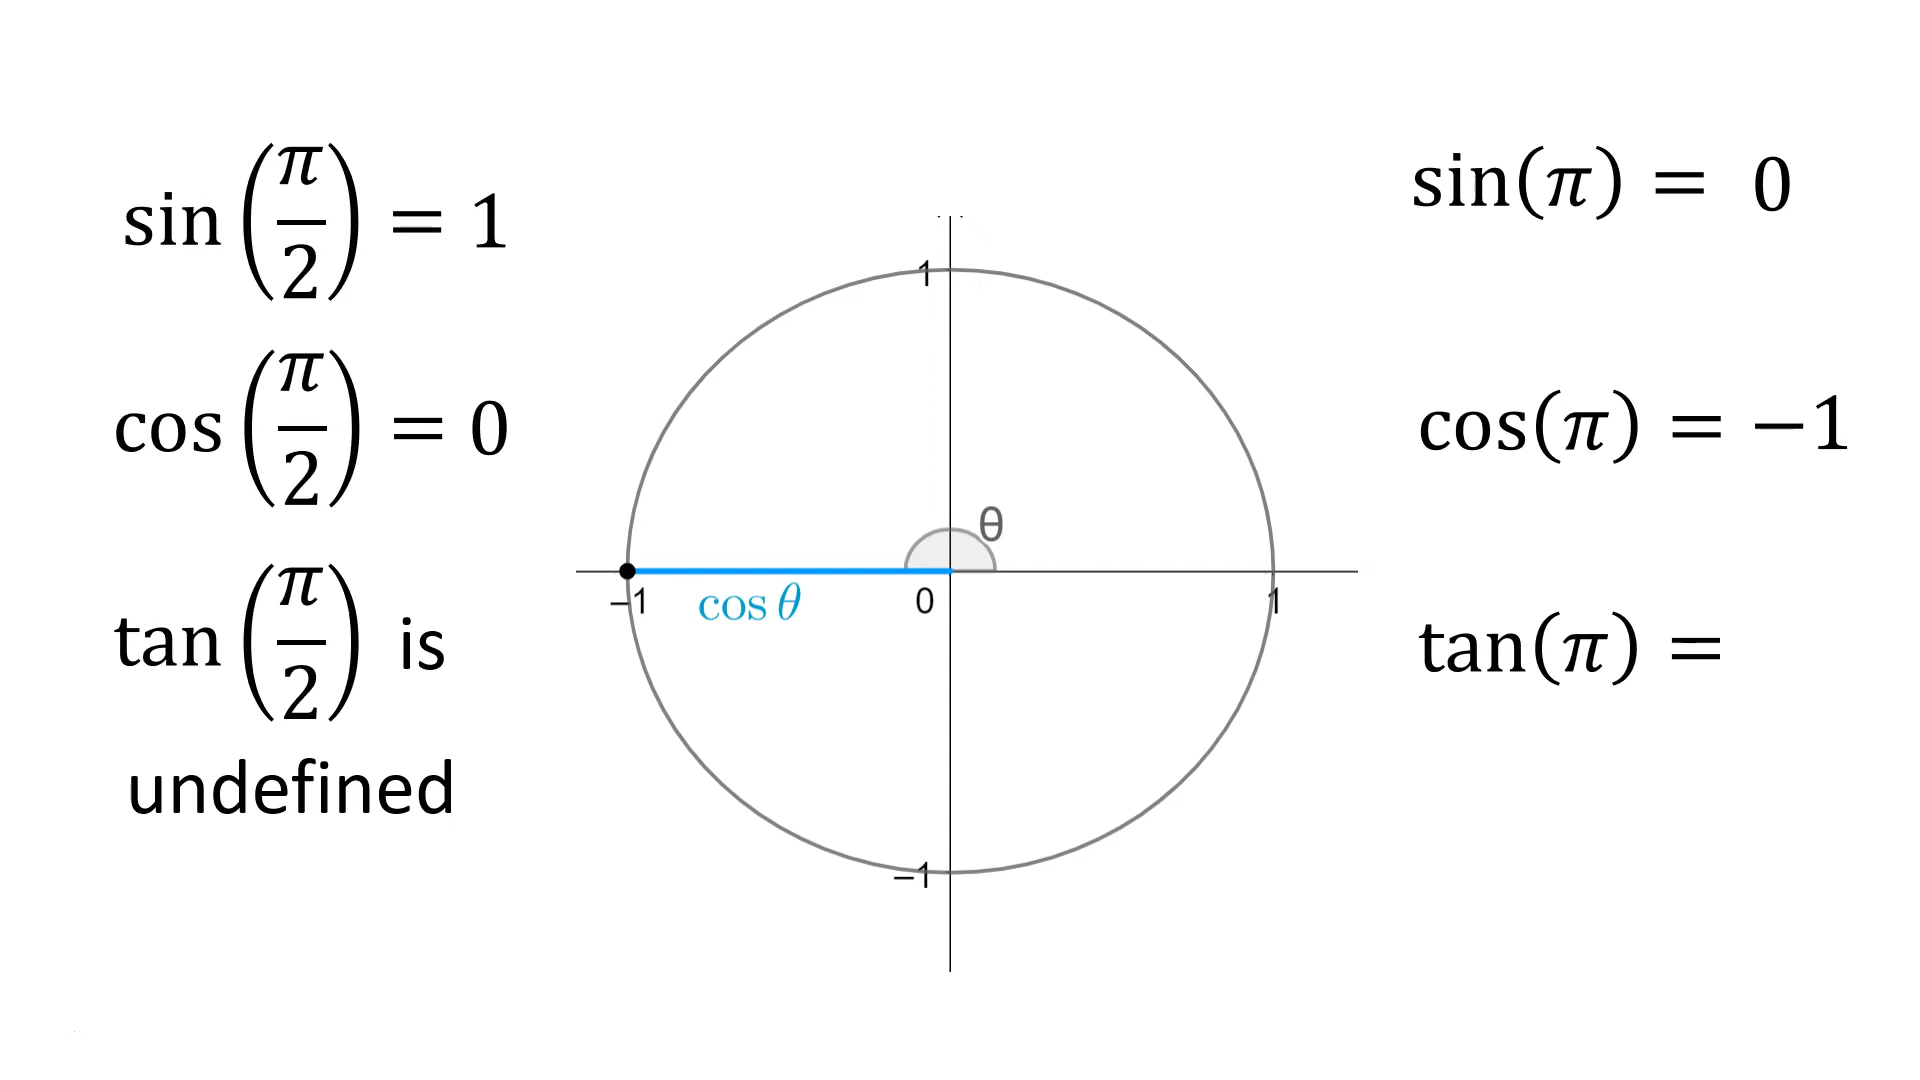 sin(π/2) = 1
cos(π/2) = 0
tan(π/2) is
undefined
1
θ
−1
cos θ
0
1
−1
sin(π) = 0
cos(π) = −1
tan(π) =